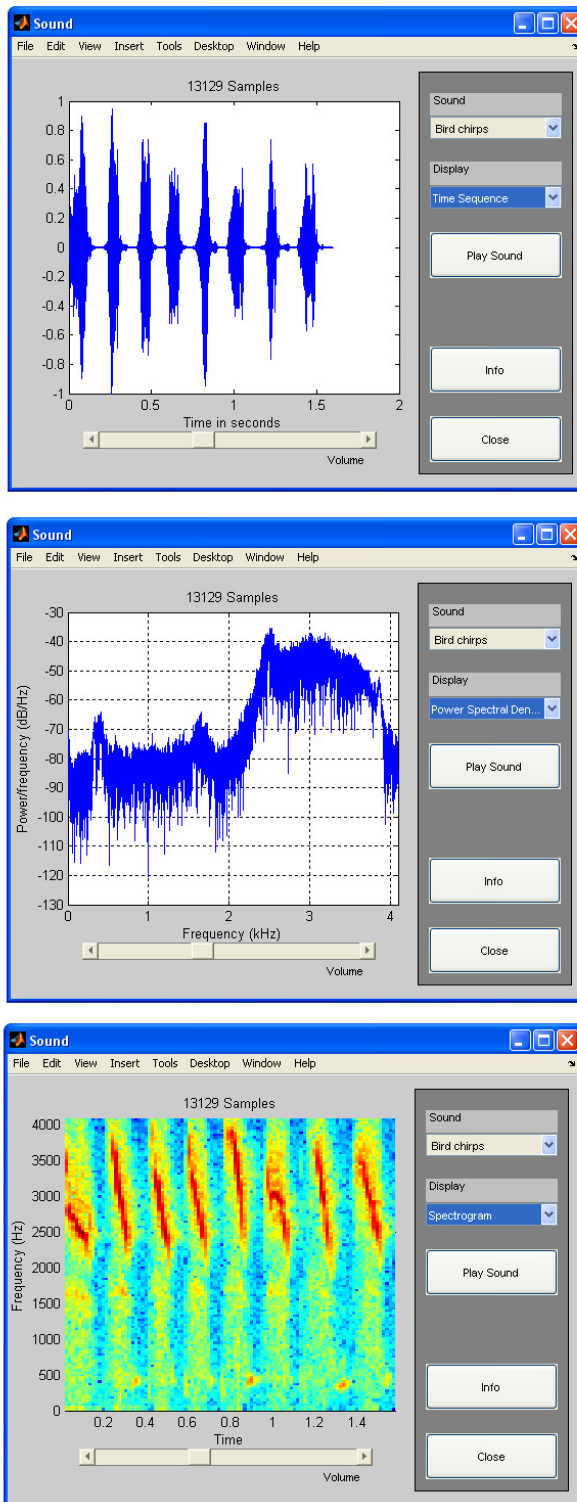 Sound
File Edit View Insert Tools Desktop Window Help
13129 Samples
1
0.8
0.6
0.4
0.2
0
-0.2
-0.4
-0.6
-0.8
-1
0 0.5 1 1.5 2
Time in seconds
Volume
Sound
Bird chirps
Display
Time Sequence
Play Sound
Info
Close
Sound
File Edit View Insert Tools Desktop Window Help
13129 Samples
Power/frequency (dB/Hz)
-30
-40
-50
-60
-70
-80
-90
-100
-110
-120
-130
0 1 2 3 4
Frequency (kHz)
Volume
Sound
Bird chirps
Display
Power Spectral Den...
Play Sound
Info
Close
Sound
File Edit View Insert Tools Desktop Window Help
13129 Samples
Frequency (Hz)
4000
3500
3000
2500
2000
1500
1000
500
0
0.2 0.4 0.6 0.8 1 1.2 1.4
Time
Volume
Sound
Bird chirps
Display
Spectrogram
Play Sound
Info
Close